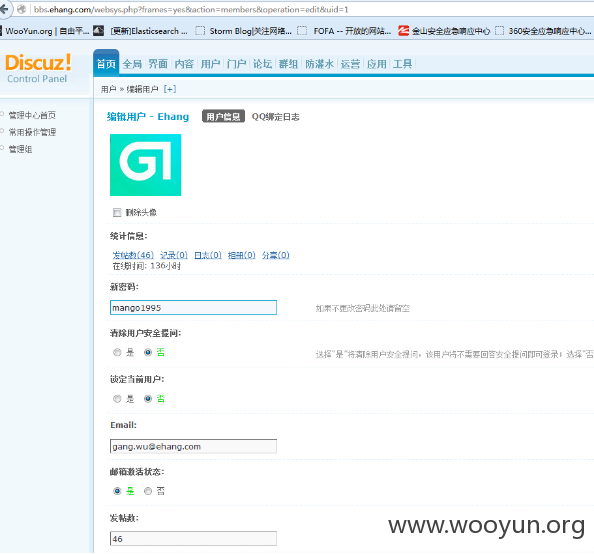 bbs.ehang.com/websys.php?frames=yes&action=members&operation=edit&uid=1
WooYun.org | 自由平... [更新]Elasticsearch ... Storm Blog|关注网络... FOFA -- 开放的网站... 金山安全应急响应中心 360安全应急响应中心...
Discuz! 首页 全局 界面 内容 用户 门户 论坛 群组 防灌水 运营 应用 工具
Control Panel
用户 » 编辑用户 [+]
管理中心首页
常用操作管理
管理组
编辑用户 - Ehang 用户信息 QQ绑定日志
GI
删除头像
统计信息:
发帖数(46) 记录(0) 日志(0) 相册(0) 分享(0)
在线时间: 136小时
新密码:
mango1995 如果不更改密码此处请留空
清除用户安全提问:
是 否 选择"是"将清除用户安全提问，该用户将不需要回答安全提问即可登录；选择"否
锁定当前用户:
是 否
Email:
gang.wu@ehang.com
邮箱激活状态:
是 否
发帖数:
46
www.wooyun.org